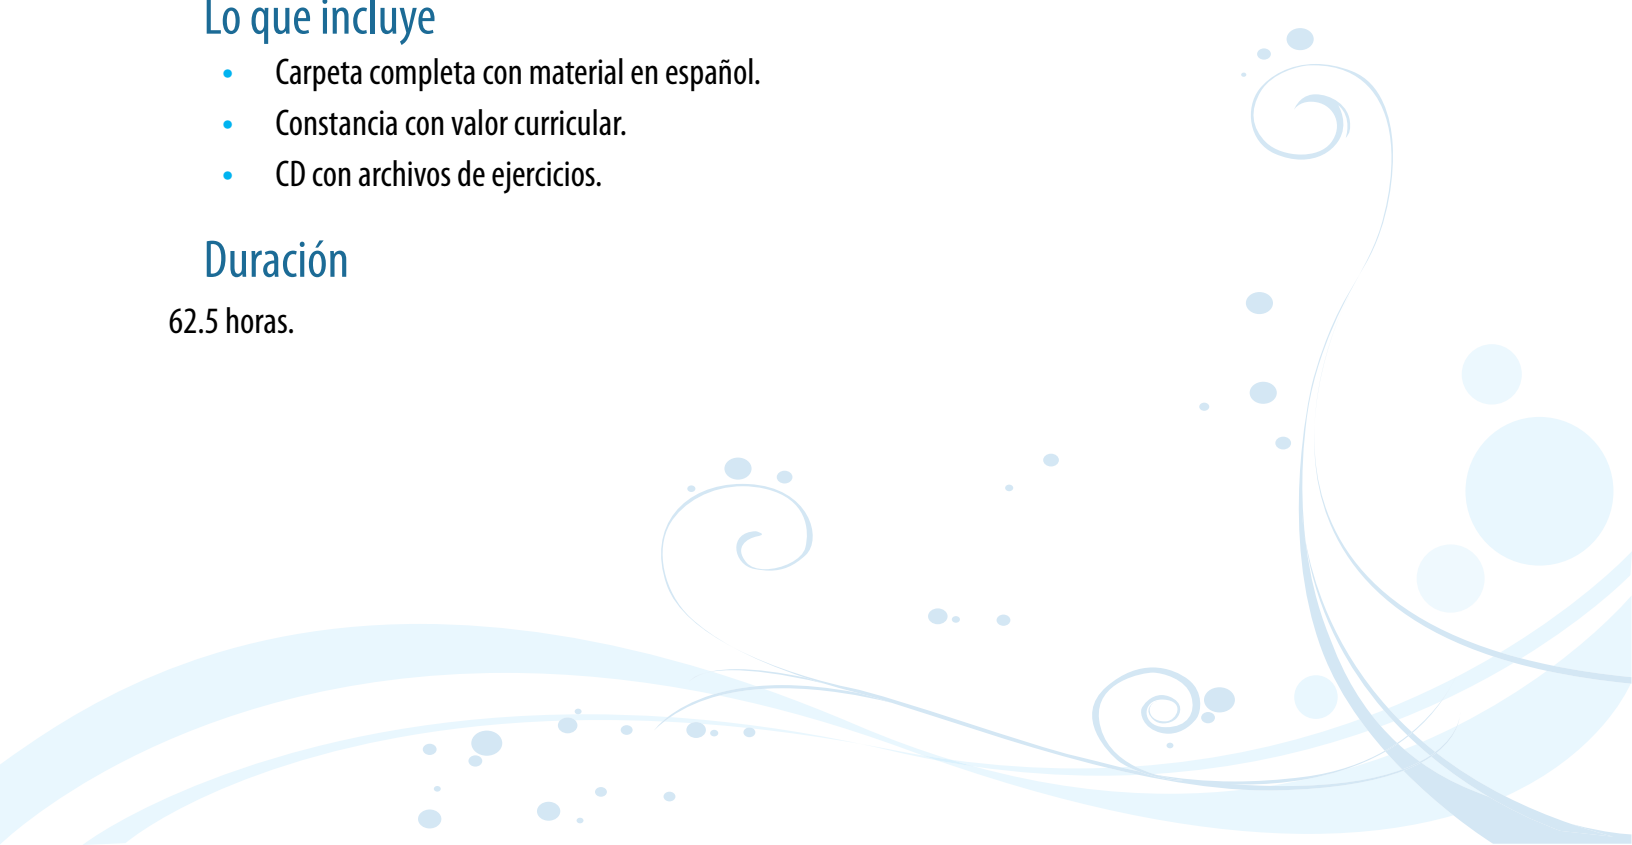 Lo que incluye
• Carpeta completa con material en español.
• Constancia con valor curricular.
• CD con archivos de ejercicios.
Duración
62.5 horas.